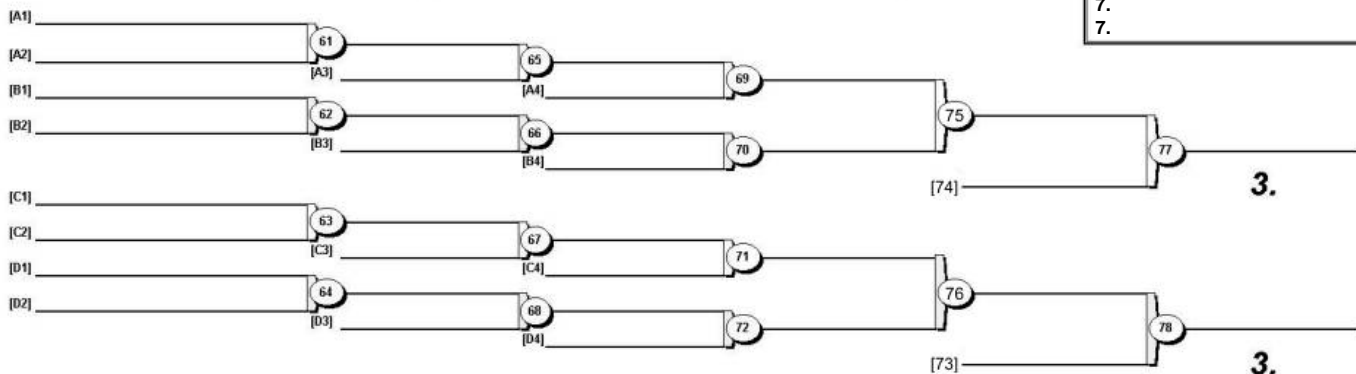 7.
7.
[A1]
61
[A2]
[A3]
65
[A4]
69
[B1]
62
[B2]
[B3]
66
[B4]
70
75
77
[74]
3.
[C1]
63
[C2]
[C3]
67
[C4]
71
[D1]
64
[D2]
[D3]
68
[D4]
72
76
78
[73]
3.